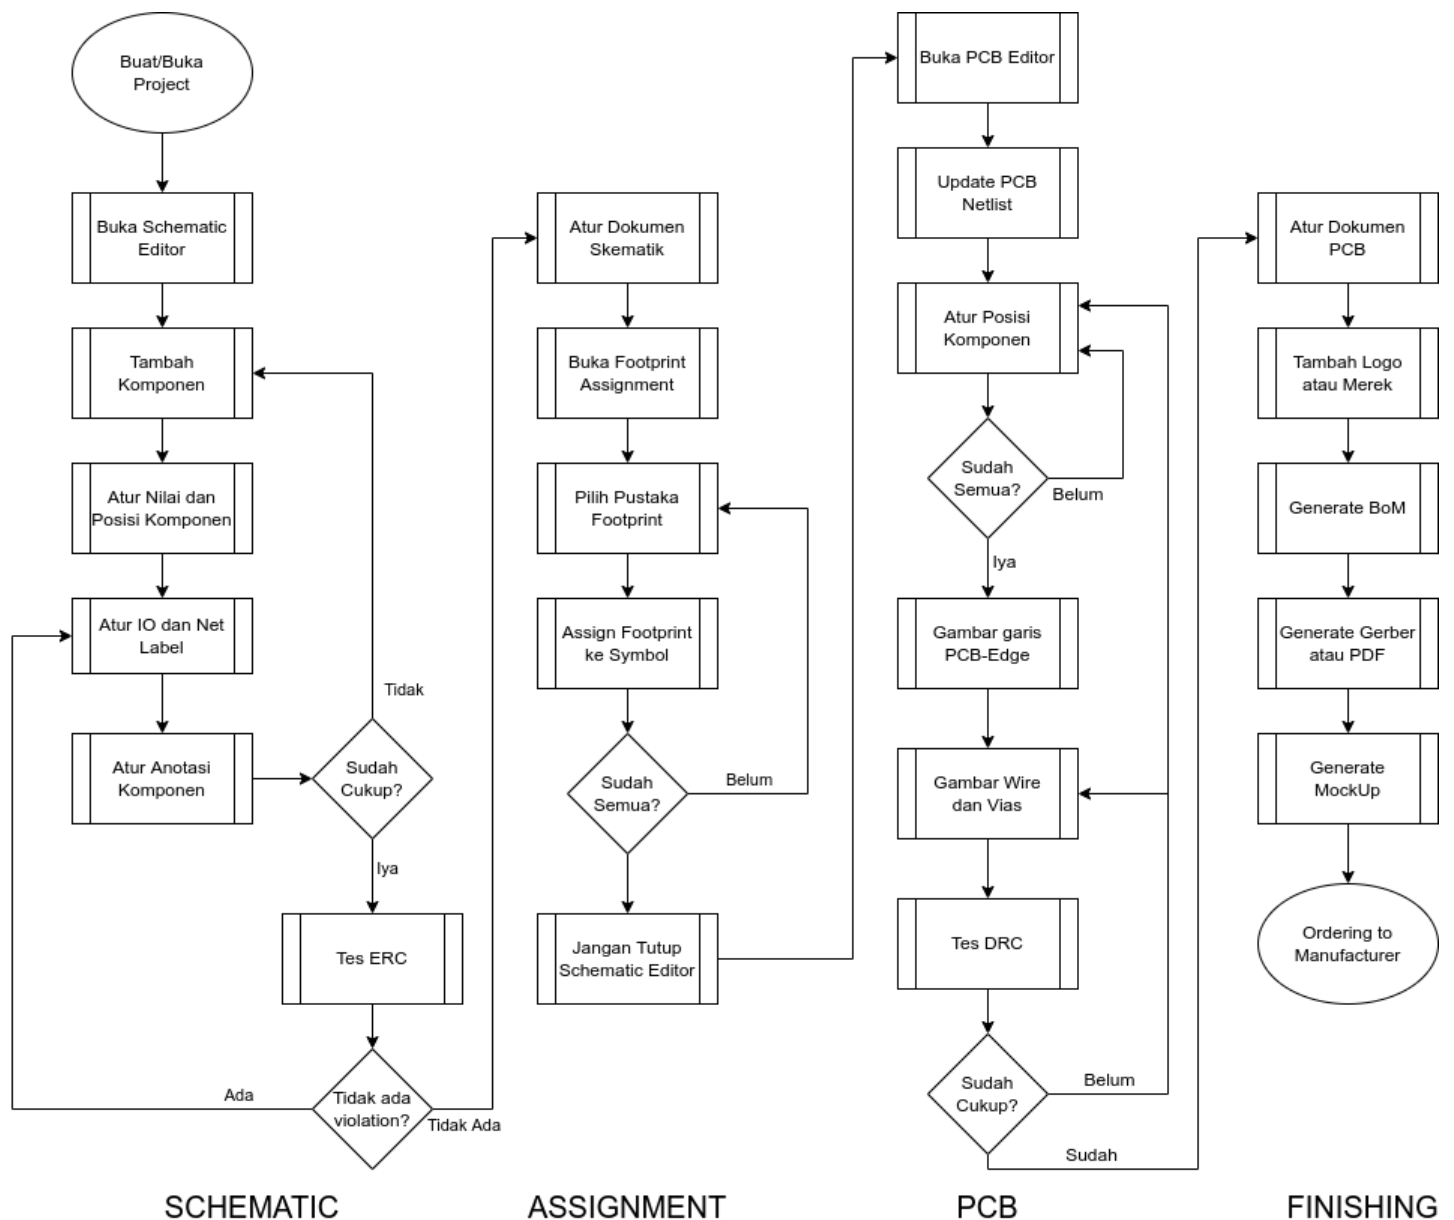 Buat/Buka
Project
Buka Schematic
Editor
Tambah
Komponen
Atur Nilai dan
Posisi Komponen
Atur IO dan Net
Label
Atur Anotasi
Komponen
Sudah
Cukup?
Tidak
Iya
Tes ERC
Tidak ada
violation?
Ada
Tidak Ada
SCHEMATIC
Atur Dokumen
Skematik
Buka Footprint
Assignment
Pilih Pustaka
Footprint
Assign Footprint
ke Symbol
Sudah
Semua?
Belum
Jangan Tutup
Schematic Editor
ASSIGNMENT
Buka PCB Editor
Update PCB
Netlist
Atur Posisi
Komponen
Sudah
Semua?
Belum
Iya
Gambar garis
PCB-Edge
Gambar Wire
dan Vias
Tes DRC
Sudah
Cukup?
Belum
Sudah
PCB
Atur Dokumen
PCB
Tambah Logo
atau Merek
Generate BoM
Generate Gerber
atau PDF
Generate
MockUp
Ordering to
Manufacturer
FINISHING